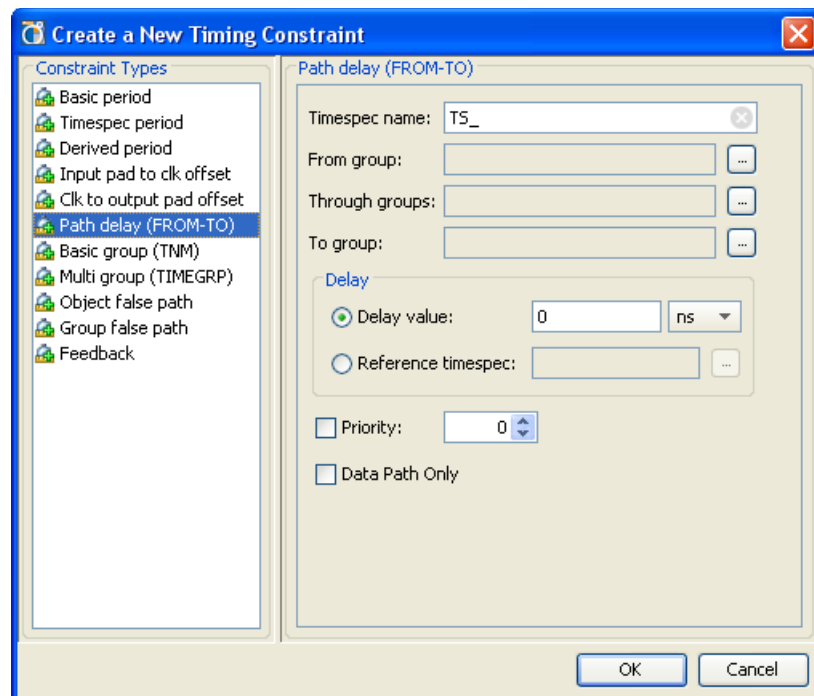 Create a New Timing Constraint
Constraint Types
Basic period
Timespec period
Derived period
Input pad to clk offset
Clk to output pad offset
Path delay (FROM-TO)
Basic group (TNM)
Multi group (TIMEGRP)
Object false path
Group false path
Feedback
Path delay (FROM-TO)
Timespec name: TS_
From group: ...
Through groups: ...
To group: ...
Delay
Delay value: 0 ns
Reference timespec: ...
Priority: 0
Data Path Only
OK Cancel